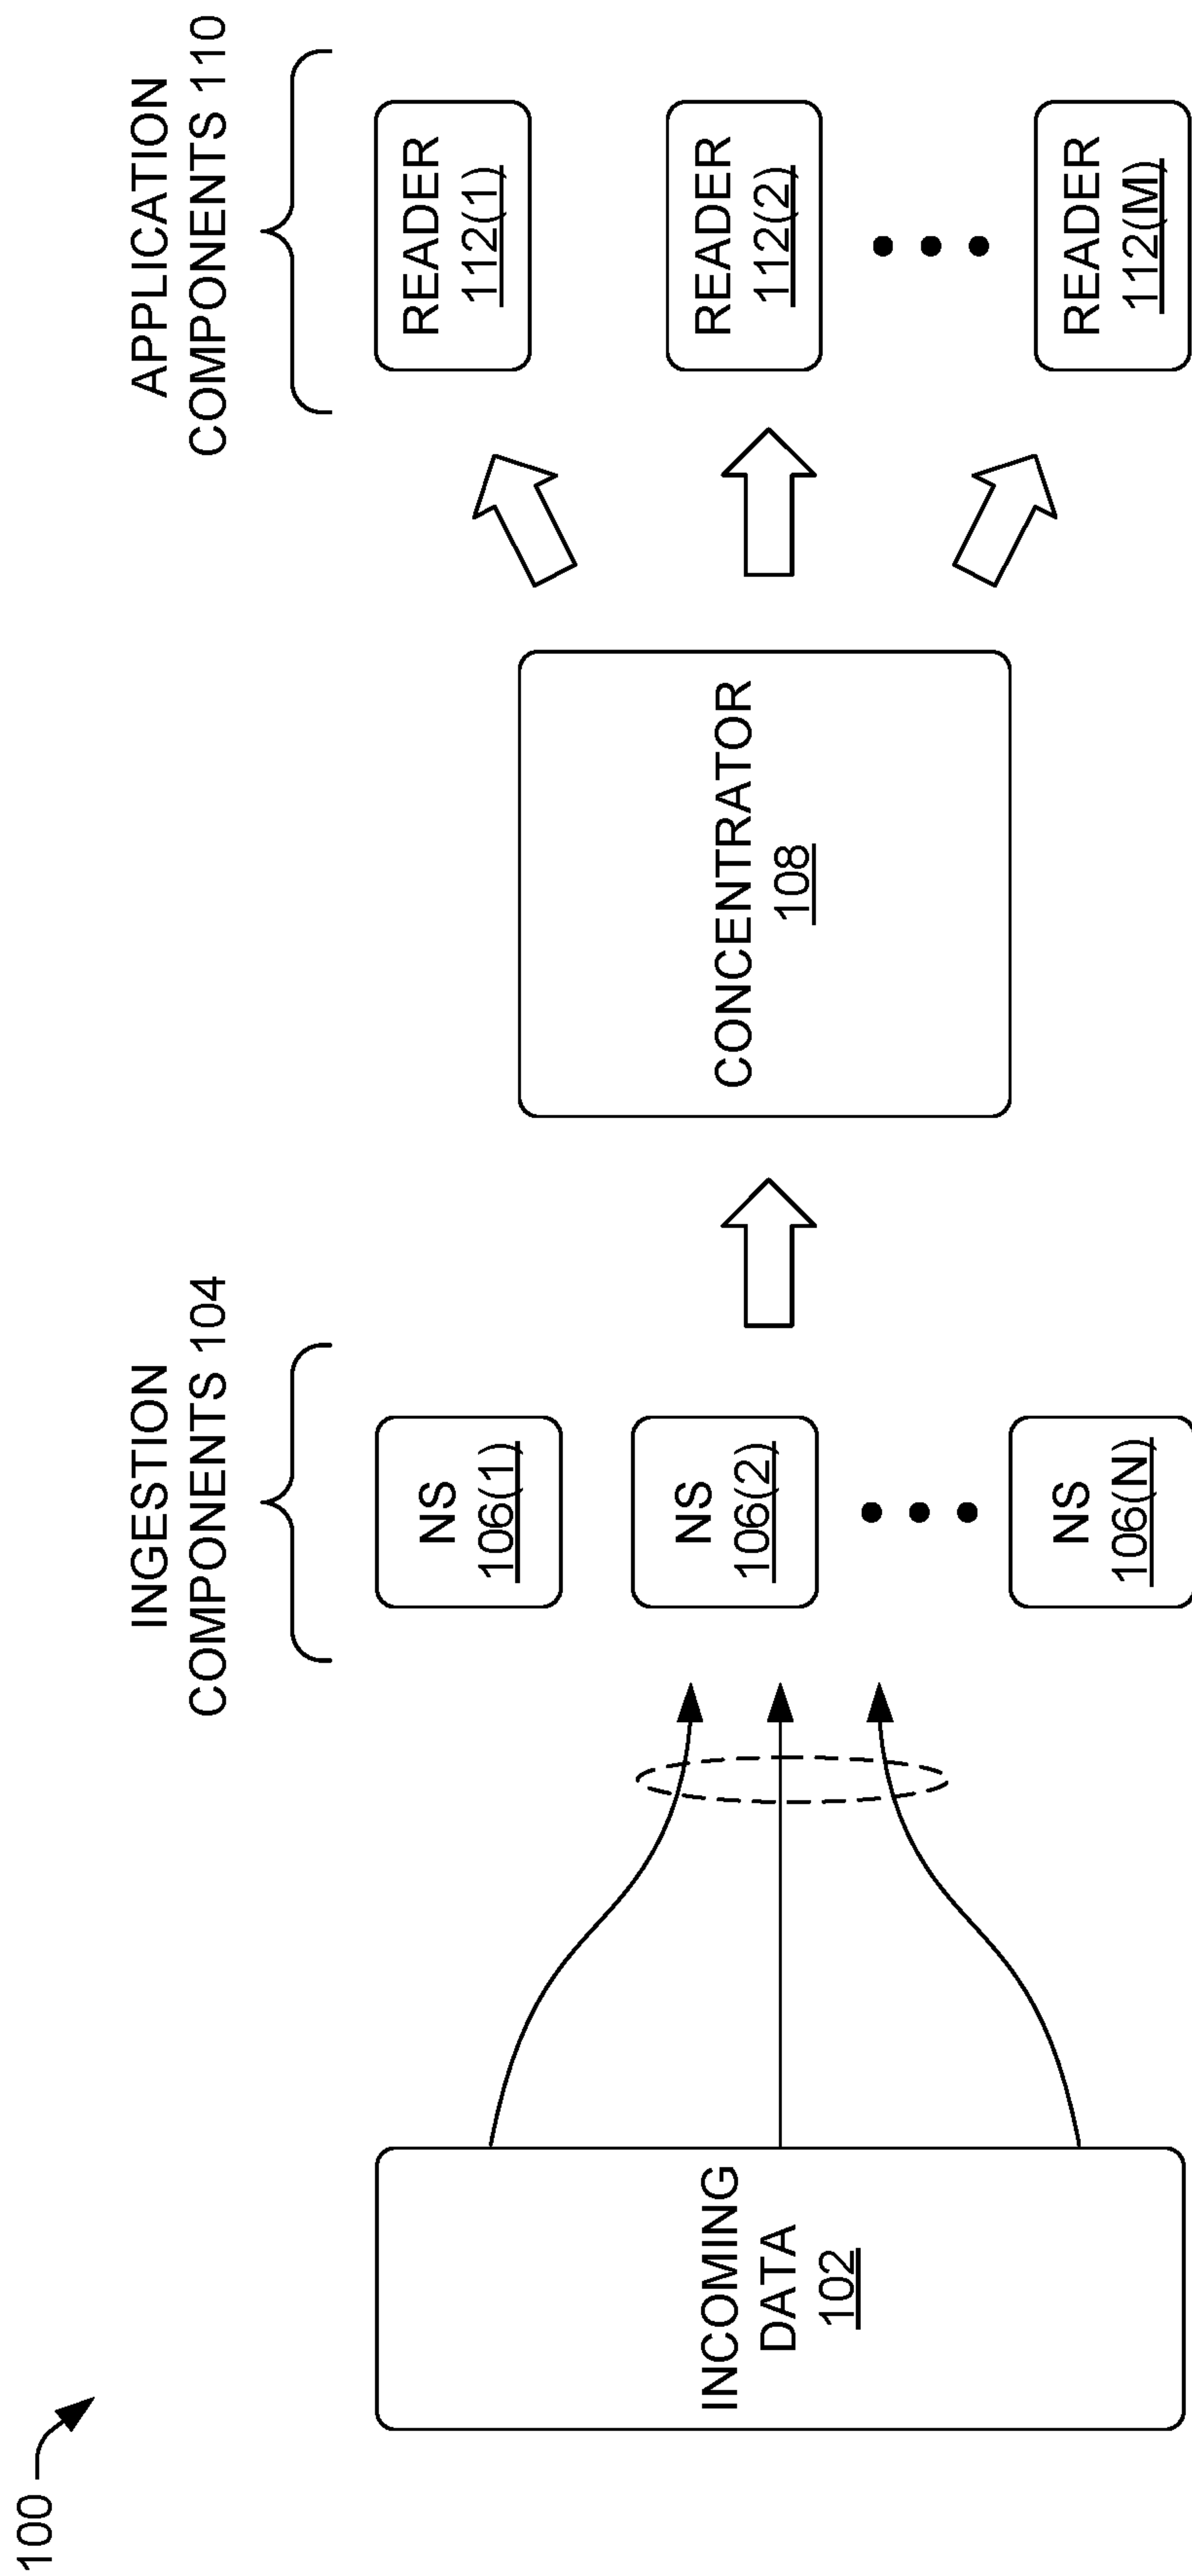 100
INCOMING
DATA
102
INGESTION
COMPONENTS 104
NS
106(1)
NS
106(2)
NS
106(N)
CONCENTRATOR
108
APPLICATION
COMPONENTS 110
READER
112(1)
READER
112(2)
READER
112(M)